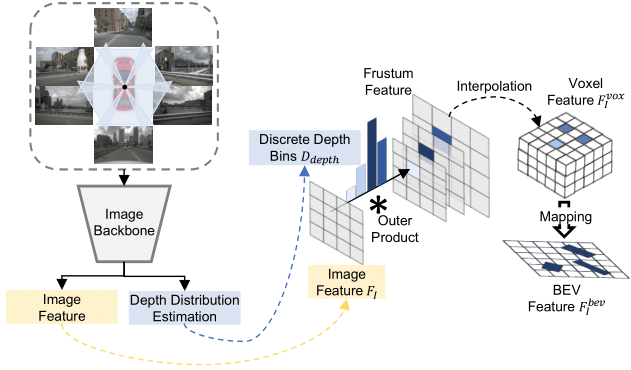 Image
Backbone
Image
Feature
Depth Distribution
Estimation
Discrete Depth
Bins $D_{depth}$
Image
Feature $F_I$
*
Outer
Product
Frustum
Feature
Interpolation
Voxel
Feature $F_I^{vox}$
Mapping
BEV
Feature $F_I^{bev}$